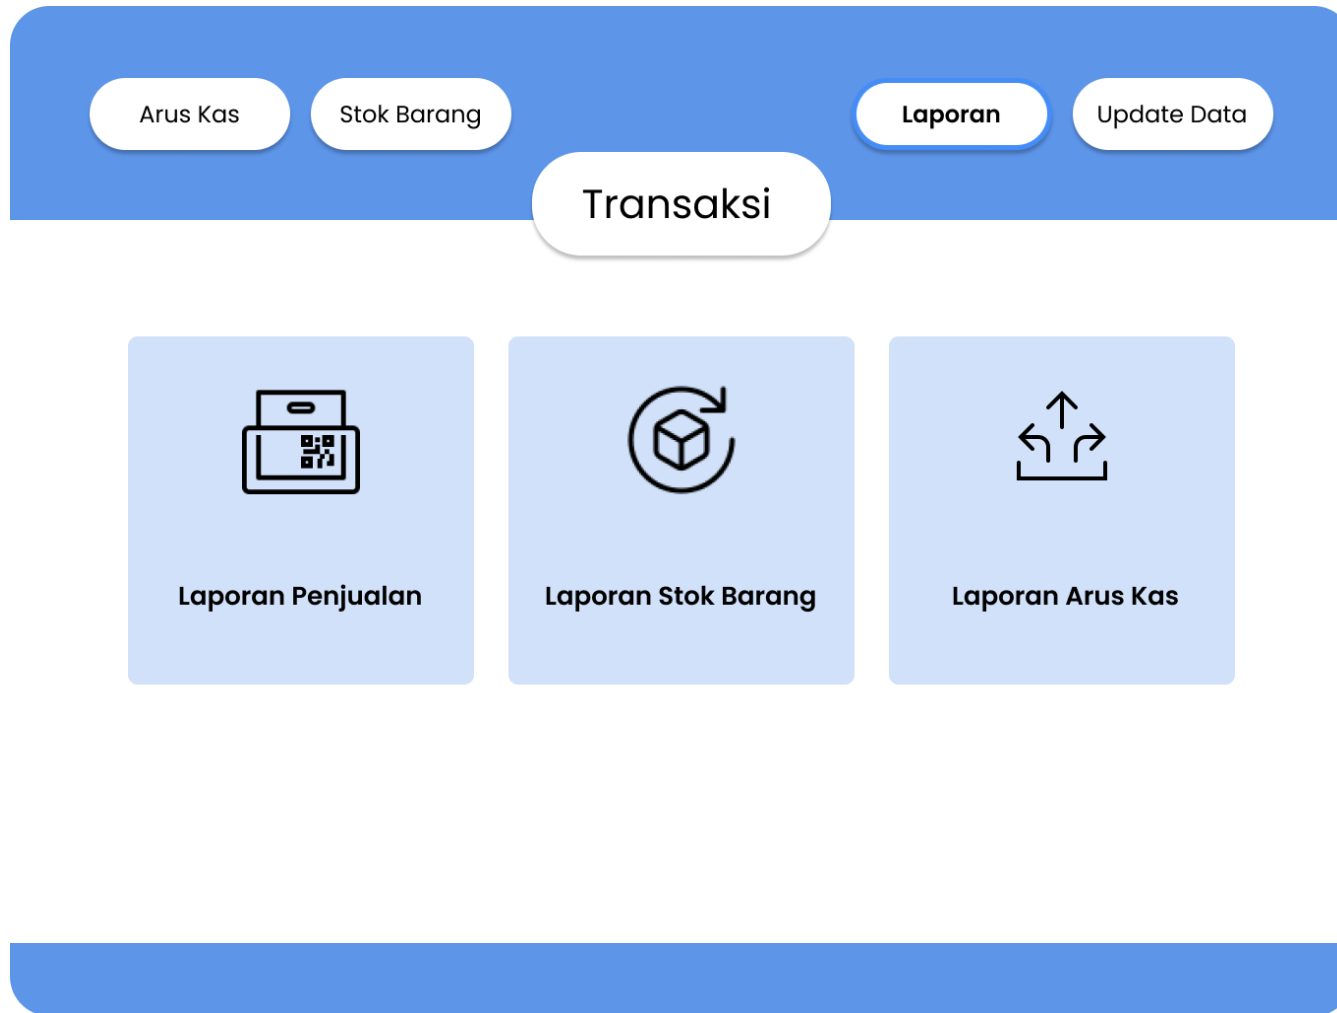 Arus Kas
Stok Barang
Laporan
Update Data
Transaksi
Laporan Penjualan
Laporan Stok Barang
Laporan Arus Kas